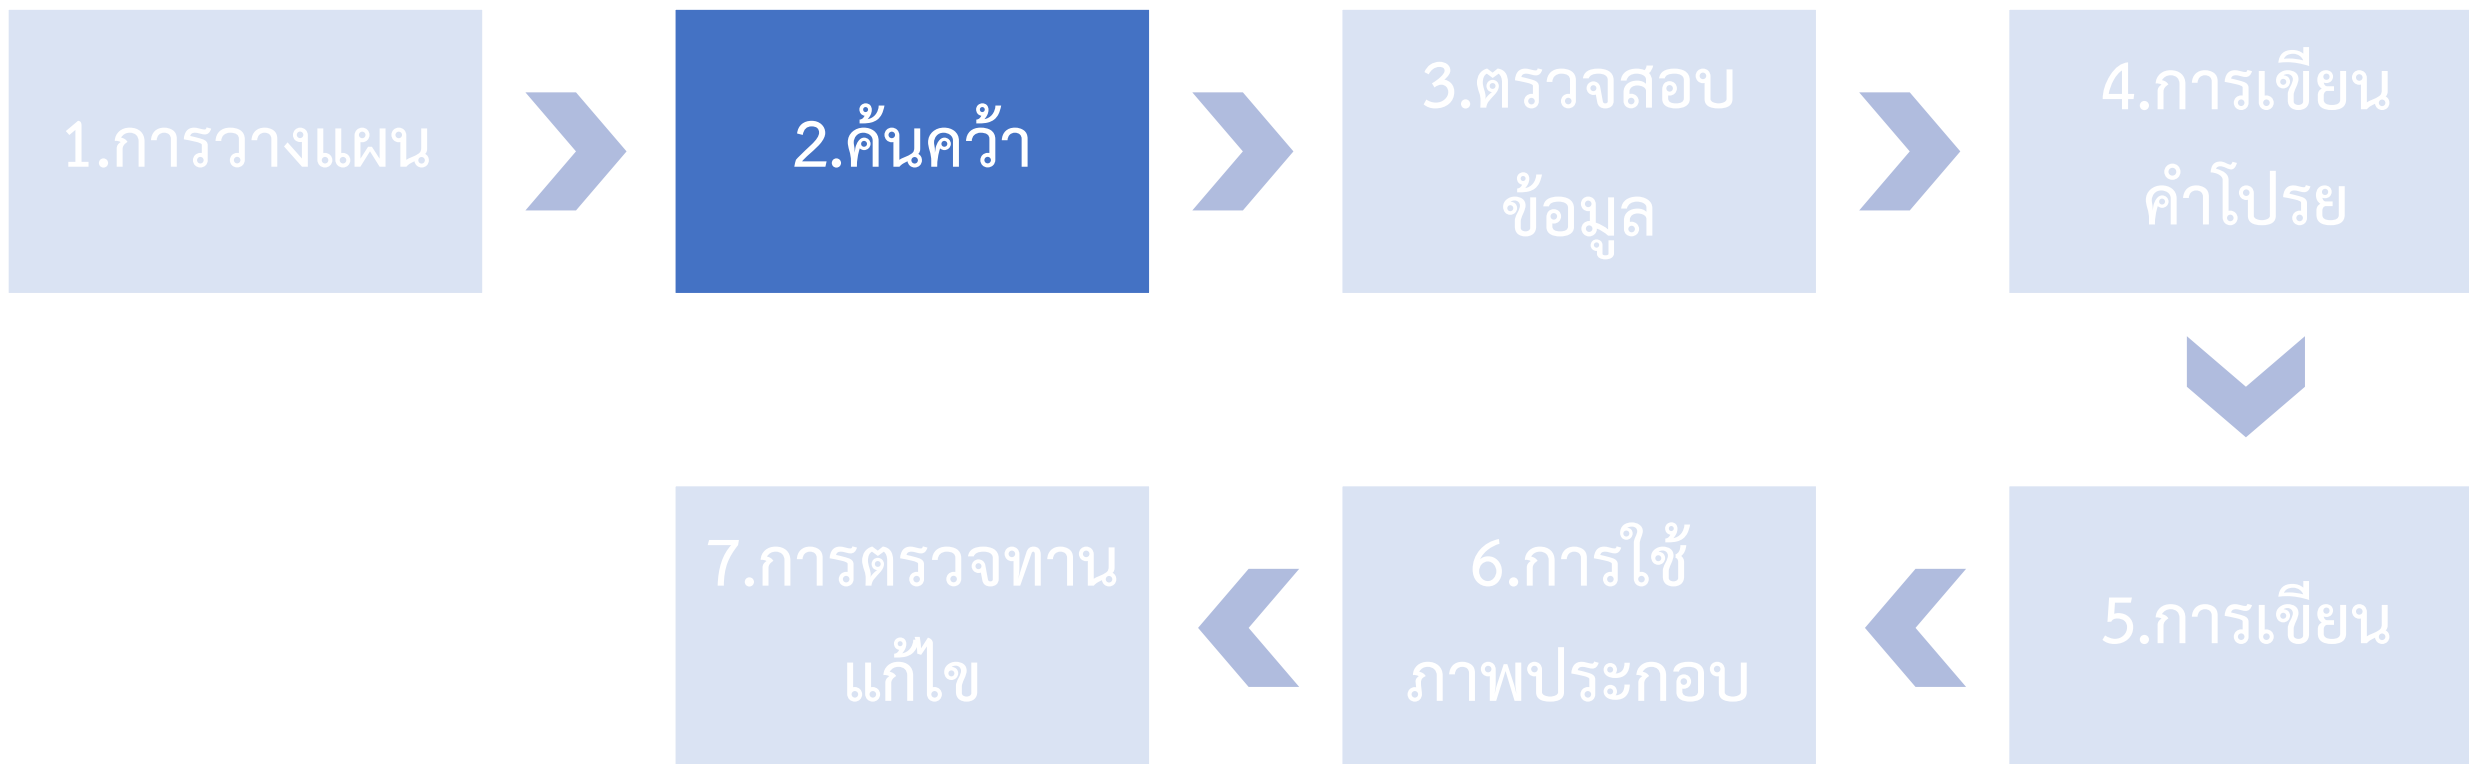 1.การวางแผน
2.ค้นคว้า
3.ตรวจสอบ
ข้อมูล
4.การเขียน
คำโปรย
5.การเขียน
6.การใช้
ภาพประกอบ
7.การตรวจทาน
แก้ไข